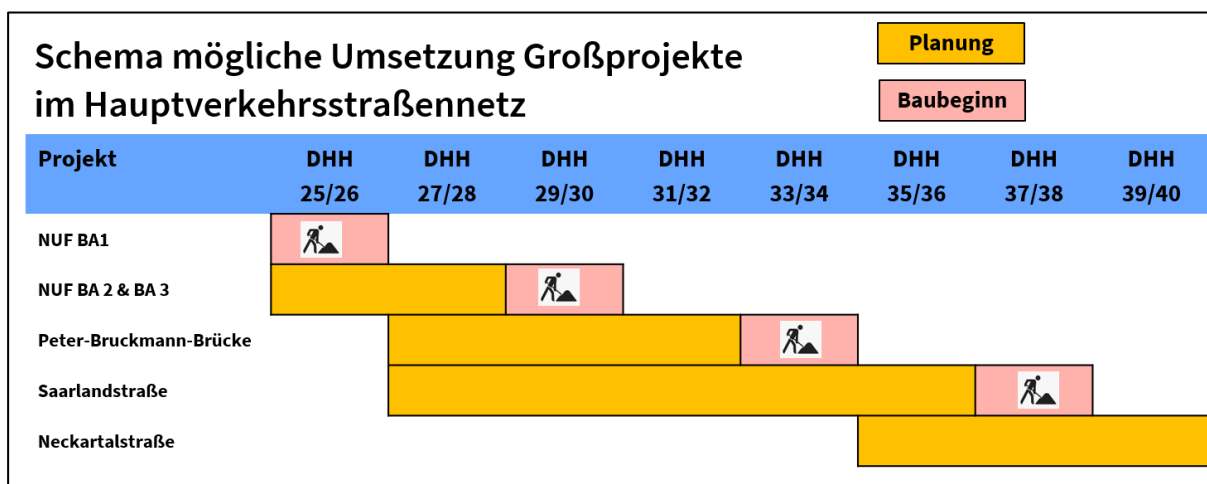 Schema mögliche Umsetzung Großprojekte
im Hauptverkehrsstraßennetz
Planung
Baubeginn
Projekt DHH DHH DHH DHH DHH DHH DHH DHH
25/26 27/28 29/30 31/32 33/34 35/36 37/38 39/40
NUF BA1
NUF BA 2 & BA 3
Peter-Bruckmann-Brücke
Saarlandstraße
Neckartalstraße